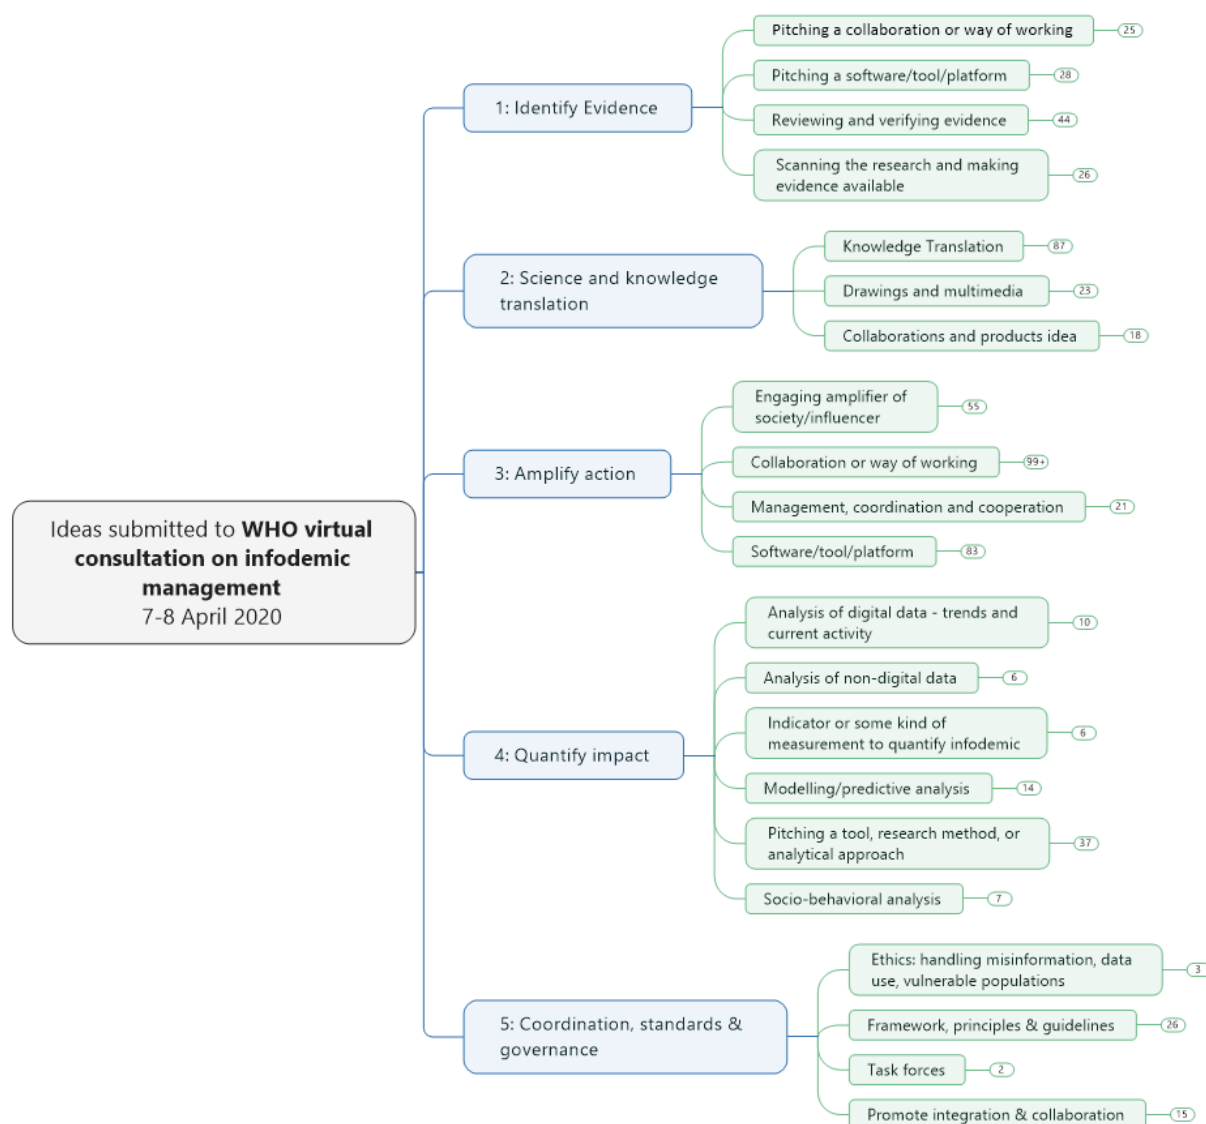 Ideas submitted to WHO virtual
consultation on infodemic
management
7-8 April 2020
1: Identify Evidence
Pitching a collaboration or way of working
25
Pitching a software/tool/platform
28
Reviewing and verifying evidence
44
Scanning the research and making
evidence available
26
2: Science and knowledge
translation
Knowledge Translation
87
Drawings and multimedia
23
Collaborations and products idea
18
3: Amplify action
Engaging amplifier of
society/influencer
55
Collaboration or way of working
99+
Management, coordination and cooperation
21
Software/tool/platform
83
4: Quantify impact
Analysis of digital data - trends and
current activity
10
Analysis of non-digital data
6
Indicator or some kind of
measurement to quantify infodemic
6
Modelling/predictive analysis
14
Pitching a tool, research method, or
analytical approach
37
Socio-behavioral analysis
7
5: Coordination, standards &
governance
Ethics: handling misinformation, data
use, vulnerable populations
3
Framework, principles & guidelines
26
Task forces
2
Promote integration & collaboration
15